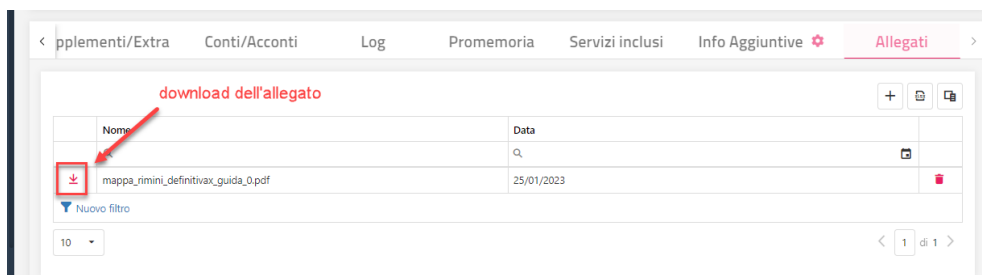 pplementi/Extra Conti/Acconti Log Promemoria Servizi inclusi Info Aggiuntive Allegati
download dell'allegato
Nome Data
mappa_rimini_definitivax_guida_0.pdf 25/01/2023
Nuovo filtro
10 1 di 1